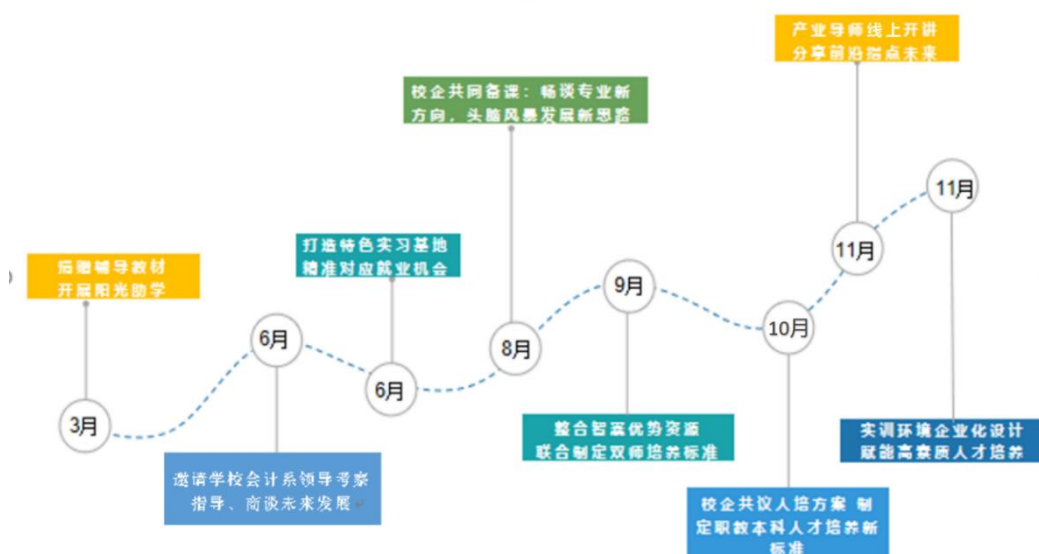 产业导师线上开讲
分享前沿指点未来
校企共同备课：畅谈专业新
方向，头脑风暴发展新思路
11月
11月
打造特色实习基地
精准对应就业机会
捐赠辅导教材
开展阳光助学
9月
10月
6月
8月
6月
3月
整合智赢优势资源
联合制定双师培养标准
实训环境企业化设计
赋能高素质人才培养
邀请学校会计系领导考察
指导、商谈未来发展
校企共议人培方案 制
定职教本科人才培养新
标准